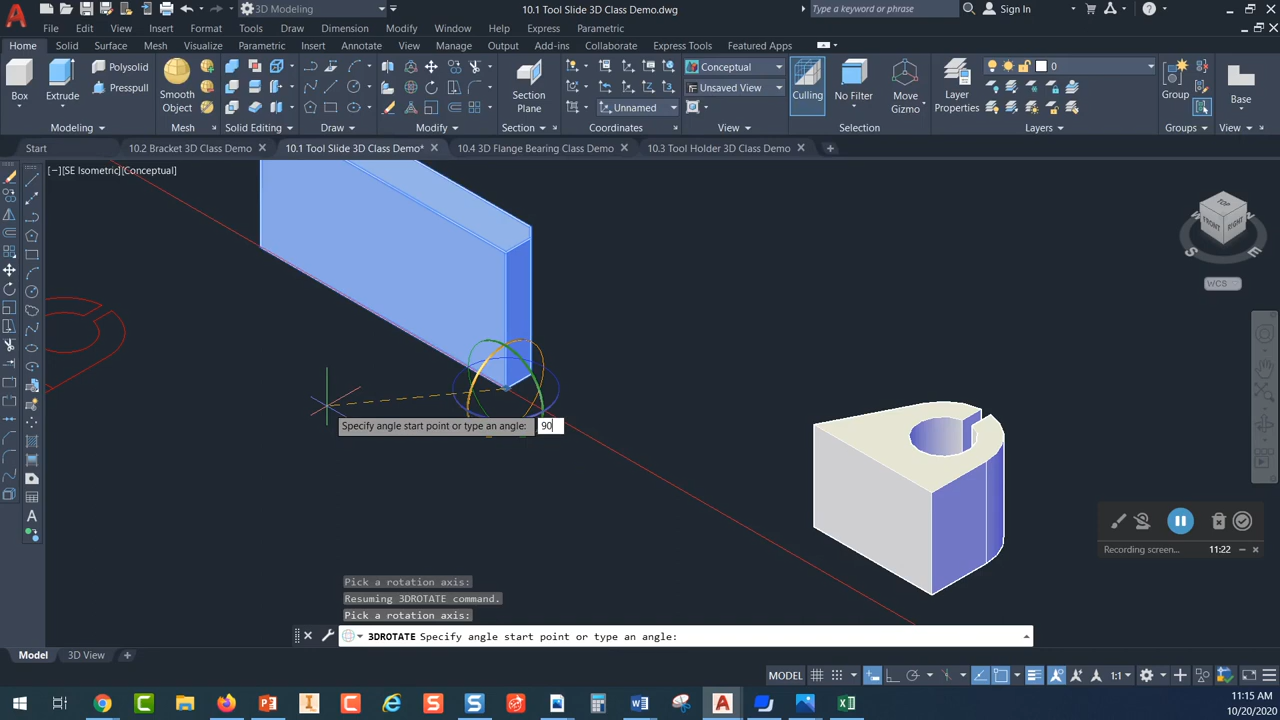 3D Modeling
10.1 Tool Slide 3D Class Demo.dwg
Type a keyword or phrase
Sign In
File Edit View Insert Format Tools Draw Dimension Modify Window Help Express Parametric
Home Solid Surface Mesh Visualize Parametric Insert Annotate View Manage Output Add-ins Collaborate Express Tools Featured Apps
Box
Extrude
Polysolid
Presspull
Smooth
Object
Section
Plane
Unnamed
Conceptual
Unsaved View
Culling
No Filter
Move
Gizmo
Layer
Properties
0
Group
Base
Modeling Mesh Solid Editing Draw Modify Section Coordinates View Selection Layers Groups View
Start 10.2 Bracket 3D Class Demo 10.1 Tool Slide 3D Class Demo* 10.4 3D Flange Bearing Class Demo 10.3 Tool Holder 3D Class Demo
[−][SE Isometric][Conceptual]
TOP
FRONT
RIGHT
S
E
WCS
Specify angle start point or type an angle: 90
Recording screen... 11:22
Pick a rotation axis:
Resuming 3DROTATE command.
Pick a rotation axis:
3DROTATE Specify angle start point or type an angle:
Model 3D View
MODEL
1:1
11:15 AM
10/20/2020